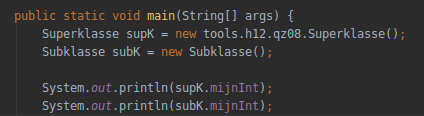 public static void main(String[] args) {
Superklasse supK = new tools.h12.qz08.Superklasse();
Subklasse subK = new Subklasse();
System.out.println(supK.mijnInt);
System.out.println(subK.mijnInt);